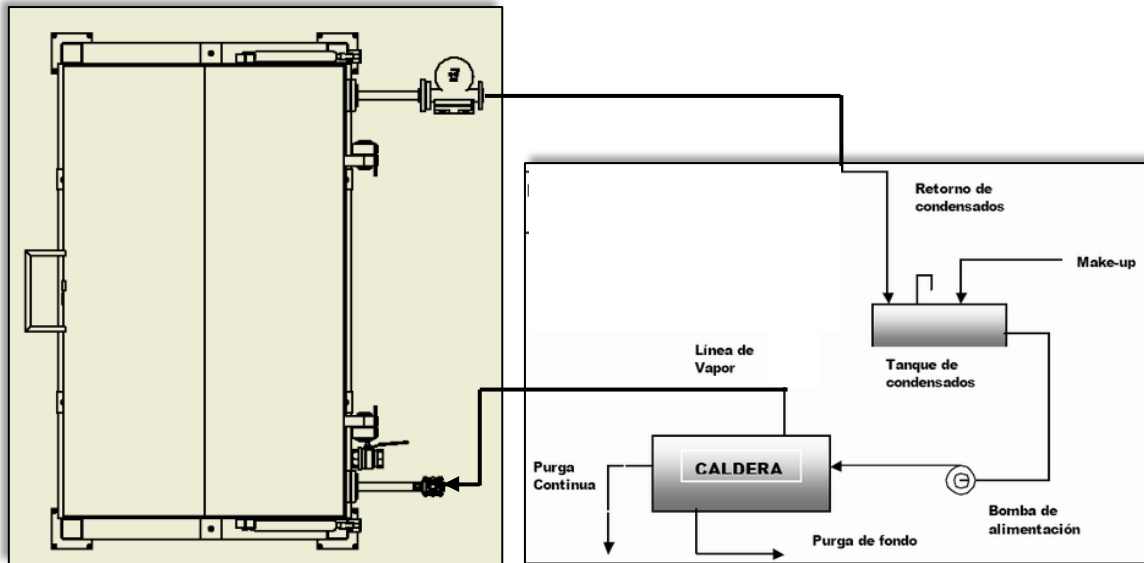 Retorno de
condensados
Make-up
Línea de
Vapor
Tanque de
condensados
CALDERA
Purga
Continua
Bomba de
alimentación
Purga de fondo